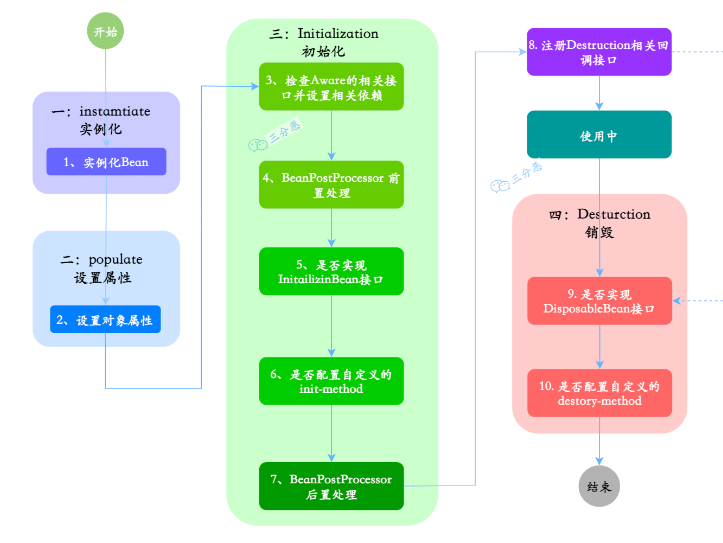 开始
一：instamtiate
实例化
1、实例化Bean
二：populate
设置属性
2、设置对象属性
三：Initialization
初始化
3、检查Aware的相关接
口并设置相关依赖
三分恶
4、BeanPostProcessor 前
置处理
5、是否实现
InitailizinBean接口
6、是否配置自定义的
init-method
7、BeanPostProcessor
后置处理
8. 注册Destruction相关回
调接口
使用中
三分恶
四：Desturction
销毁
9. 是否实现
DisposableBean接口
10. 是否配置自定义的
destory-method
结束